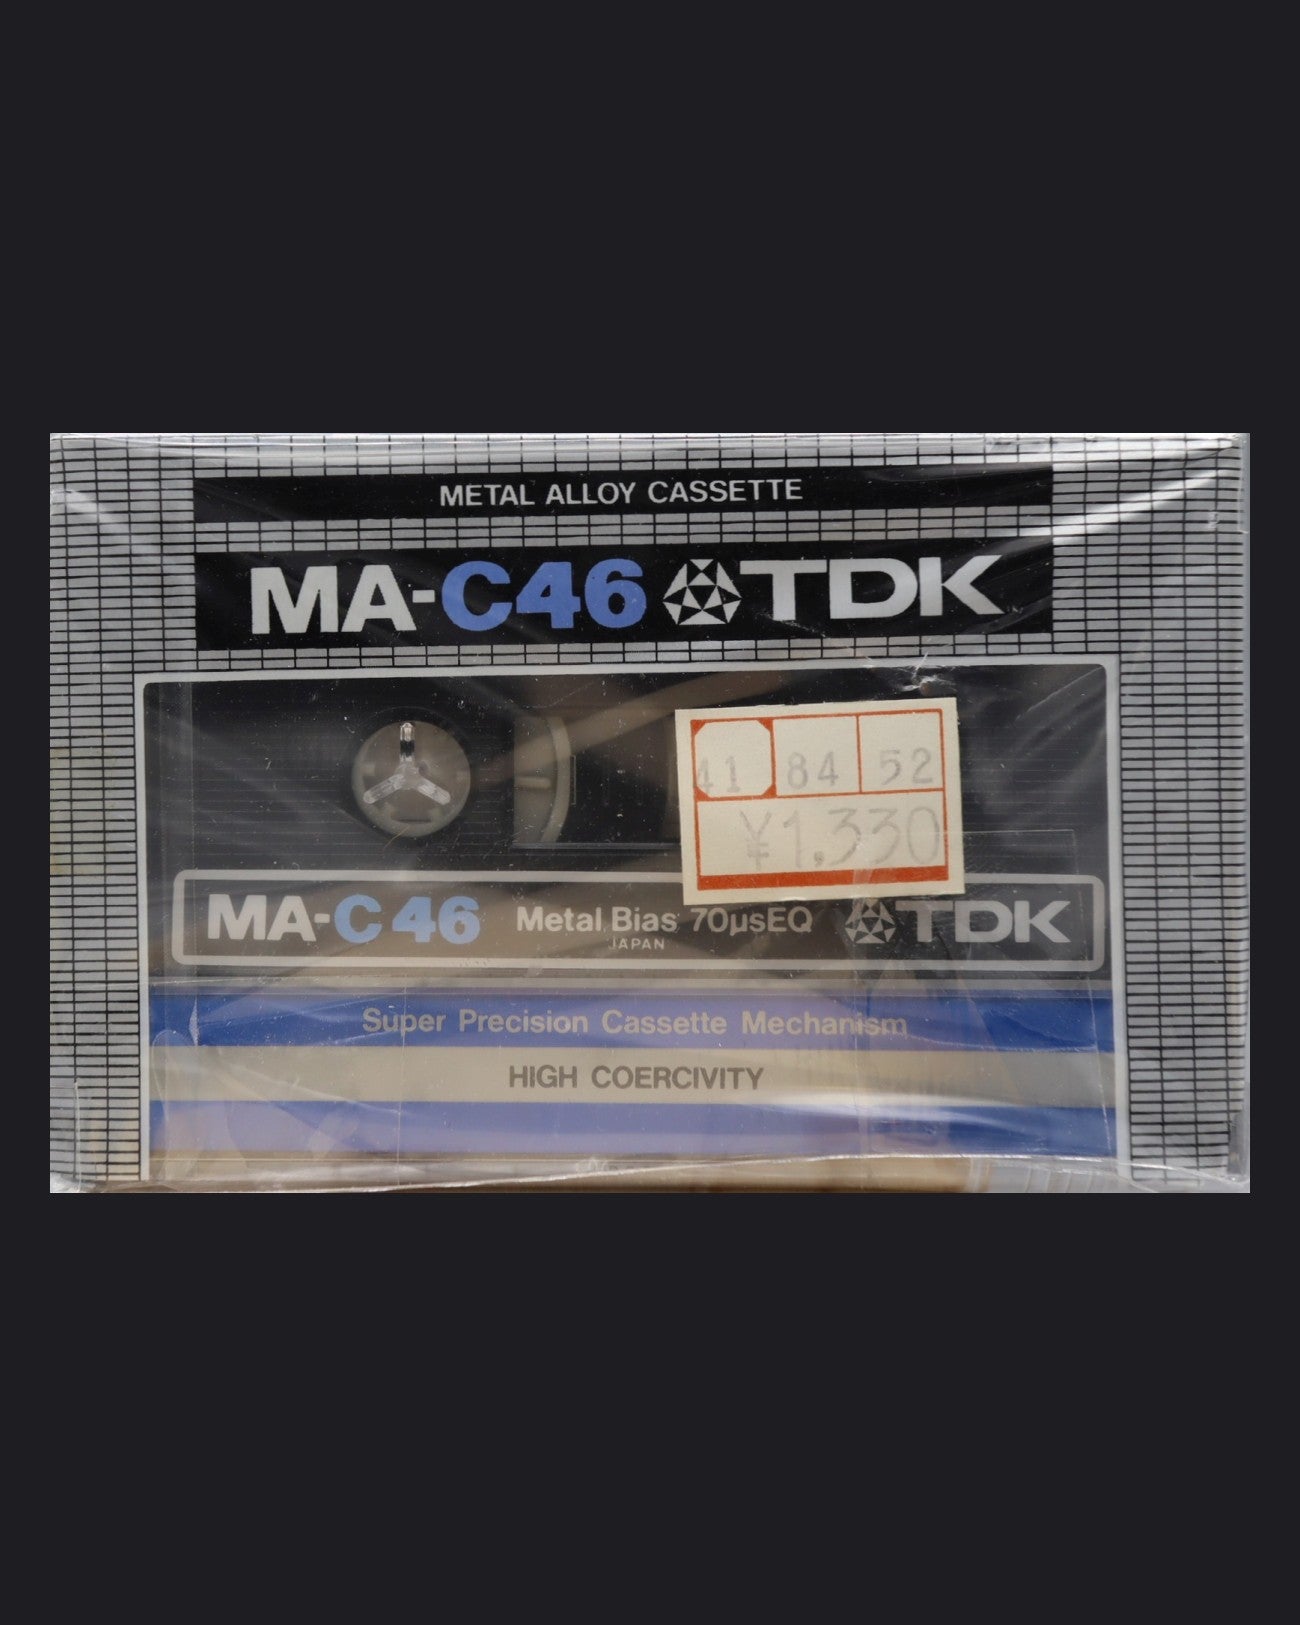 METAL ALLOY CASSETTE
MA-C46 TDK
41 84 52
¥1,330
MA-C46 Metal Bias 70μsEQ TDK
JAPAN
Super Precision Cassette Mechanism
HIGH COERCIVITY